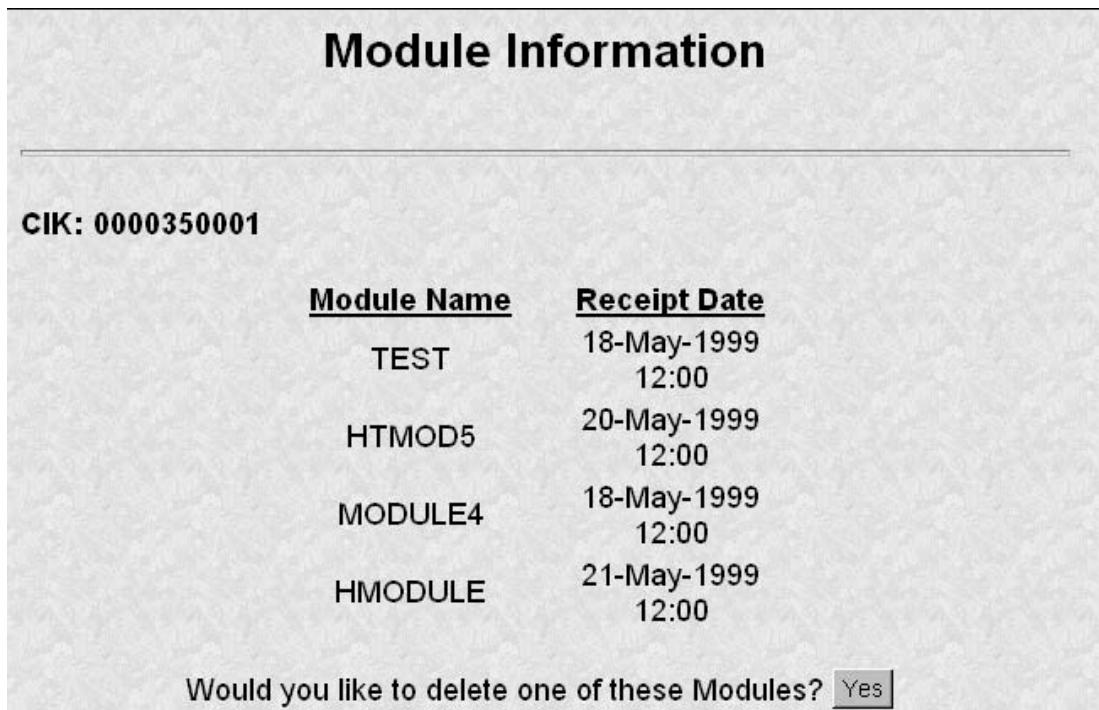 Module Information
CIK: 0000350001
Module Name Receipt Date
TEST 18-May-1999
12:00
HTMOD5 20-May-1999
12:00
MODULE4 18-May-1999
12:00
HMODULE 21-May-1999
12:00
Would you like to delete one of these Modules? Yes